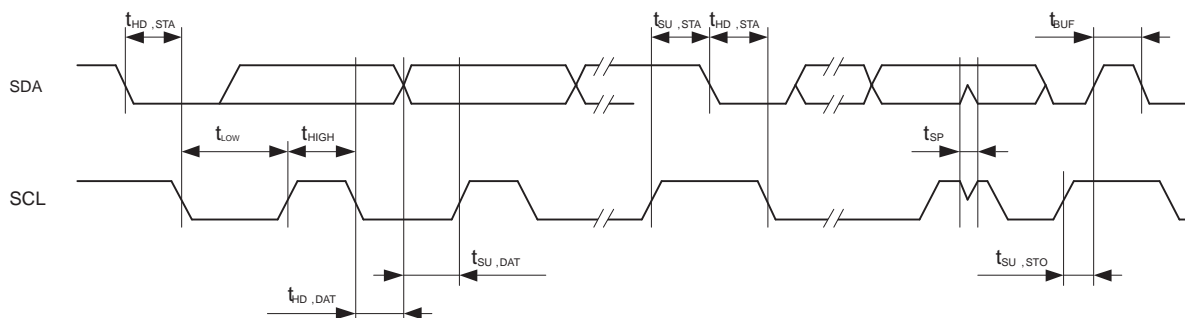 tHD,STA
tSU,STA
tHD,STA
tBUF
SDA
tLOW
tHIGH
tSP
SCL
tSU,DAT
tSU,STO
tHD,DAT